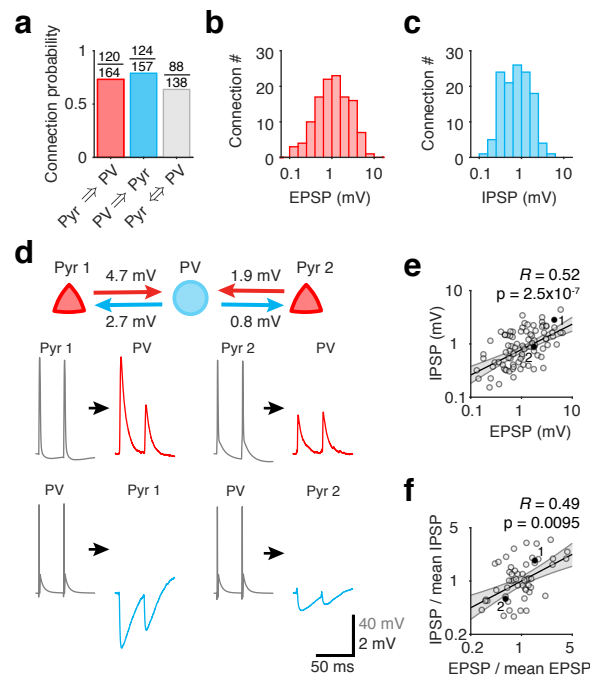 a
Connection probability
1
0.5
0
120
164
124
157
88
138
Pyr ⇒ PV
PV ⇒ Pyr
Pyr ⇔ PV
b
Connection #
30
20
10
0
0.1
1
10
EPSP (mV)
c
Connection #
30
20
10
0
0.1
1
10
IPSP (mV)
d
Pyr 1
PV
Pyr 2
4.7 mV
1.9 mV
2.7 mV
0.8 mV
Pyr 1
PV
Pyr 2
PV
PV
Pyr 1
PV
Pyr 2
40 mV
2 mV
50 ms
e
R = 0.52
p = 2.5x10-7
IPSP (mV)
10
1
0.1
1
2
0.1
1
10
EPSP (mV)
f
R = 0.49
p = 0.0095
IPSP / mean IPSP
5
1
0.2
1
2
0.2
1
5
EPSP / mean EPSP